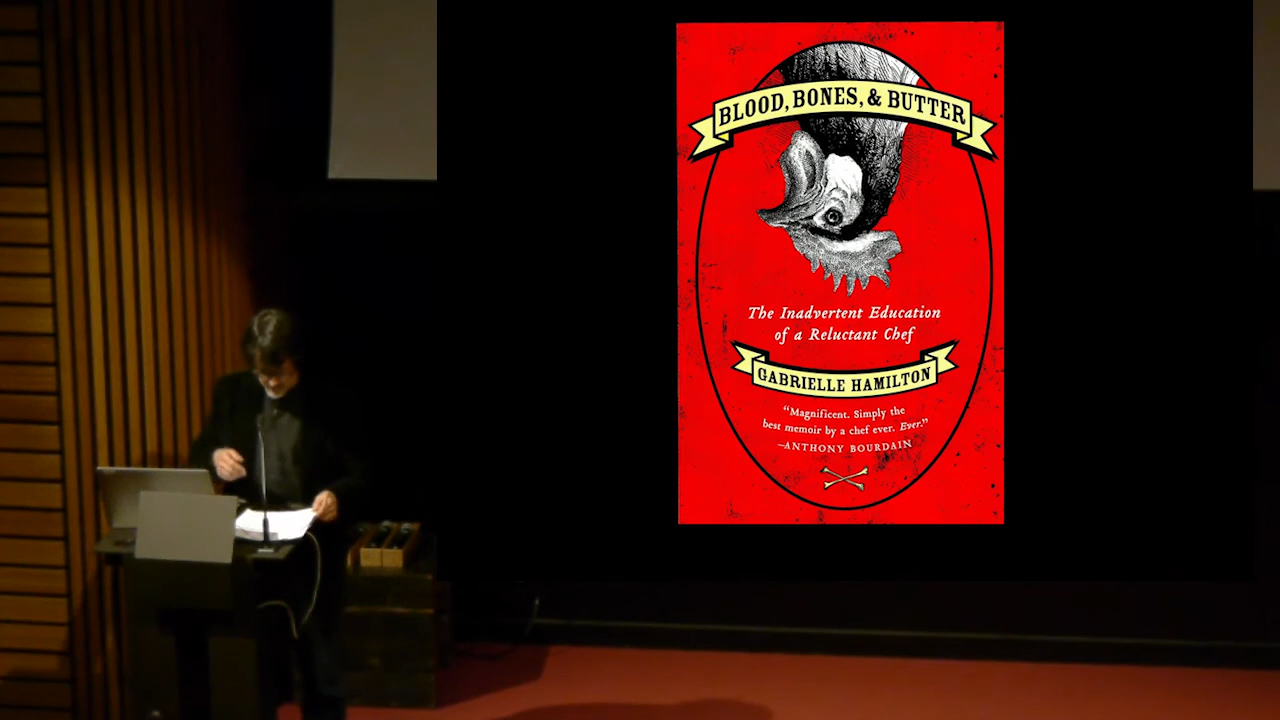 BLOOD, BONES, & BUTTER
The Inadvertent Education
of a Reluctant Chef
GABRIELLE HAMILTON
“Magnificent. Simply the
best memoir by a chef ever. Ever.”
—ANTHONY BOURDAIN